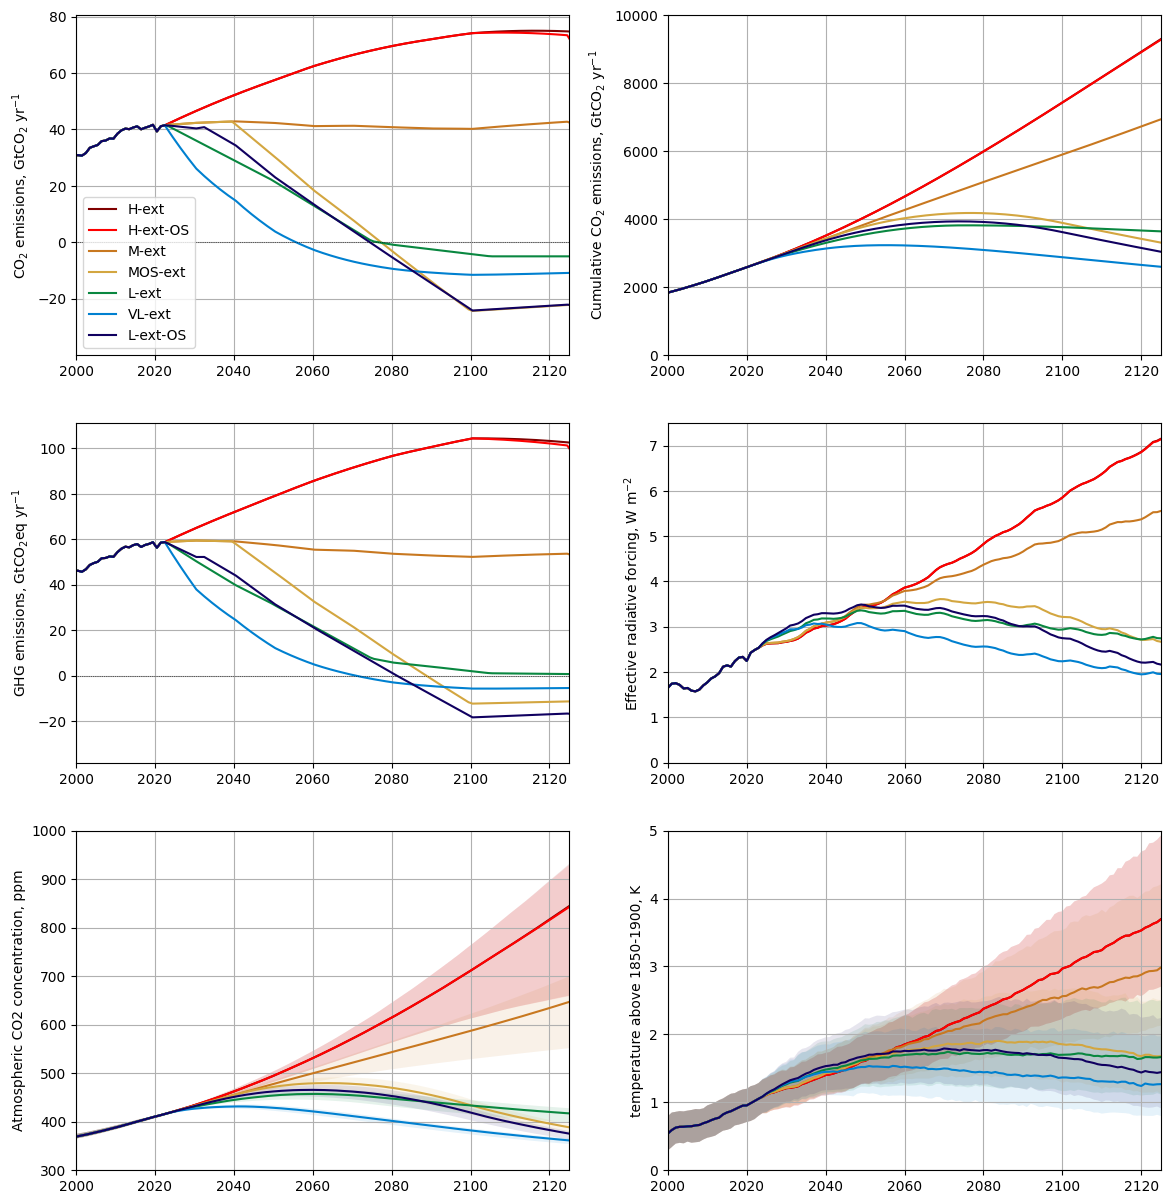 CO₂ emissions, GtCO₂ yr⁻¹
80
60
40
20
0
−20
H-ext
H-ext-OS
M-ext
MOS-ext
L-ext
VL-ext
L-ext-OS
2000 2020 2040 2060 2080 2100 2120
Cumulative CO₂ emissions, GtCO₂ yr⁻¹
10000
8000
6000
4000
2000
0
2000 2020 2040 2060 2080 2100 2120
GHG emissions, GtCO₂eq yr⁻¹
100
80
60
40
20
0
−20
2000 2020 2040 2060 2080 2100 2120
Effective radiative forcing, W m⁻²
7
6
5
4
3
2
1
0
2000 2020 2040 2060 2080 2100 2120
Atmospheric CO2 concentration, ppm
1000
900
800
700
600
500
400
300
2000 2020 2040 2060 2080 2100 2120
temperature above 1850-1900, K
5
4
3
2
1
0
2000 2020 2040 2060 2080 2100 2120